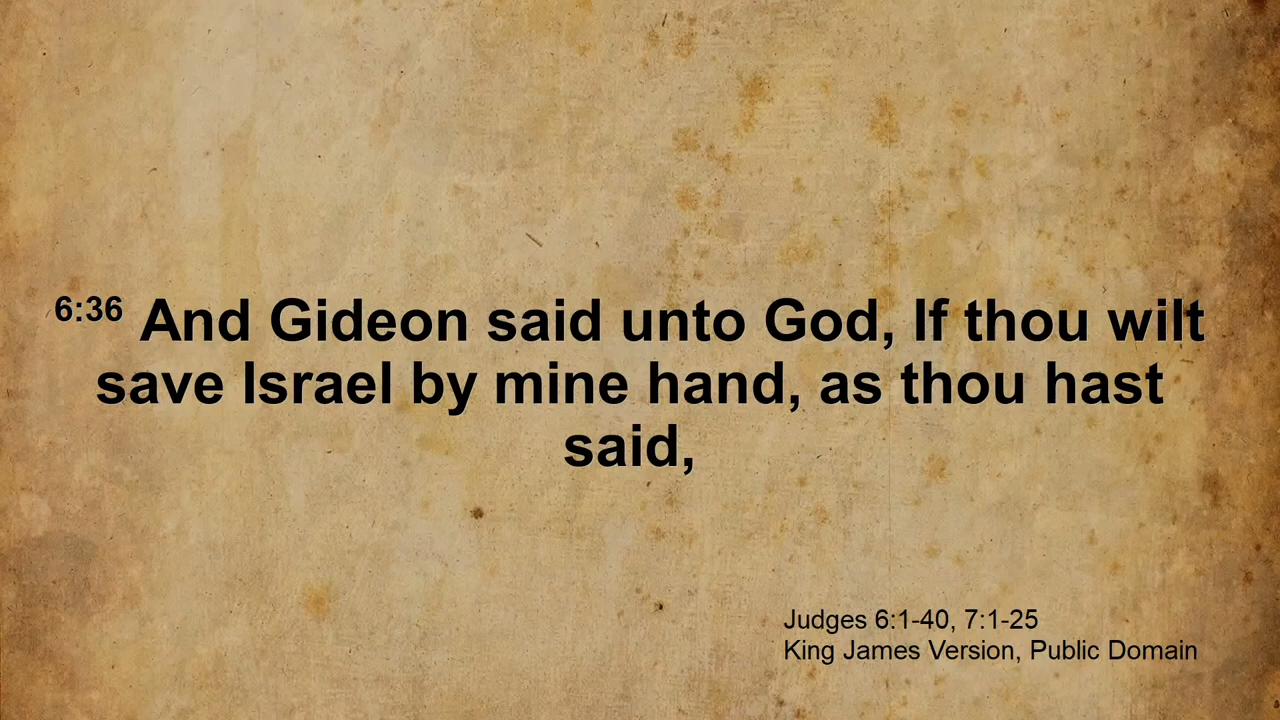 6:36 And Gideon said unto God, If thou wilt
save Israel by mine hand, as thou hast
said,
Judges 6:1-40, 7:1-25
King James Version, Public Domain